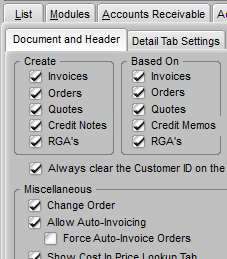 List Modules Accounts Receivable
Document and Header Detail Tab Settings
Create Based On
Invoices Invoices
Orders Orders
Quotes Quotes
Credit Notes Credit Memos
RGA's RGA's
Always clear the Customer ID on the
Miscellaneous
Change Order
Allow Auto-Invoicing
Force Auto-Invoice Orders
Show Cost In Price Lookup Tab